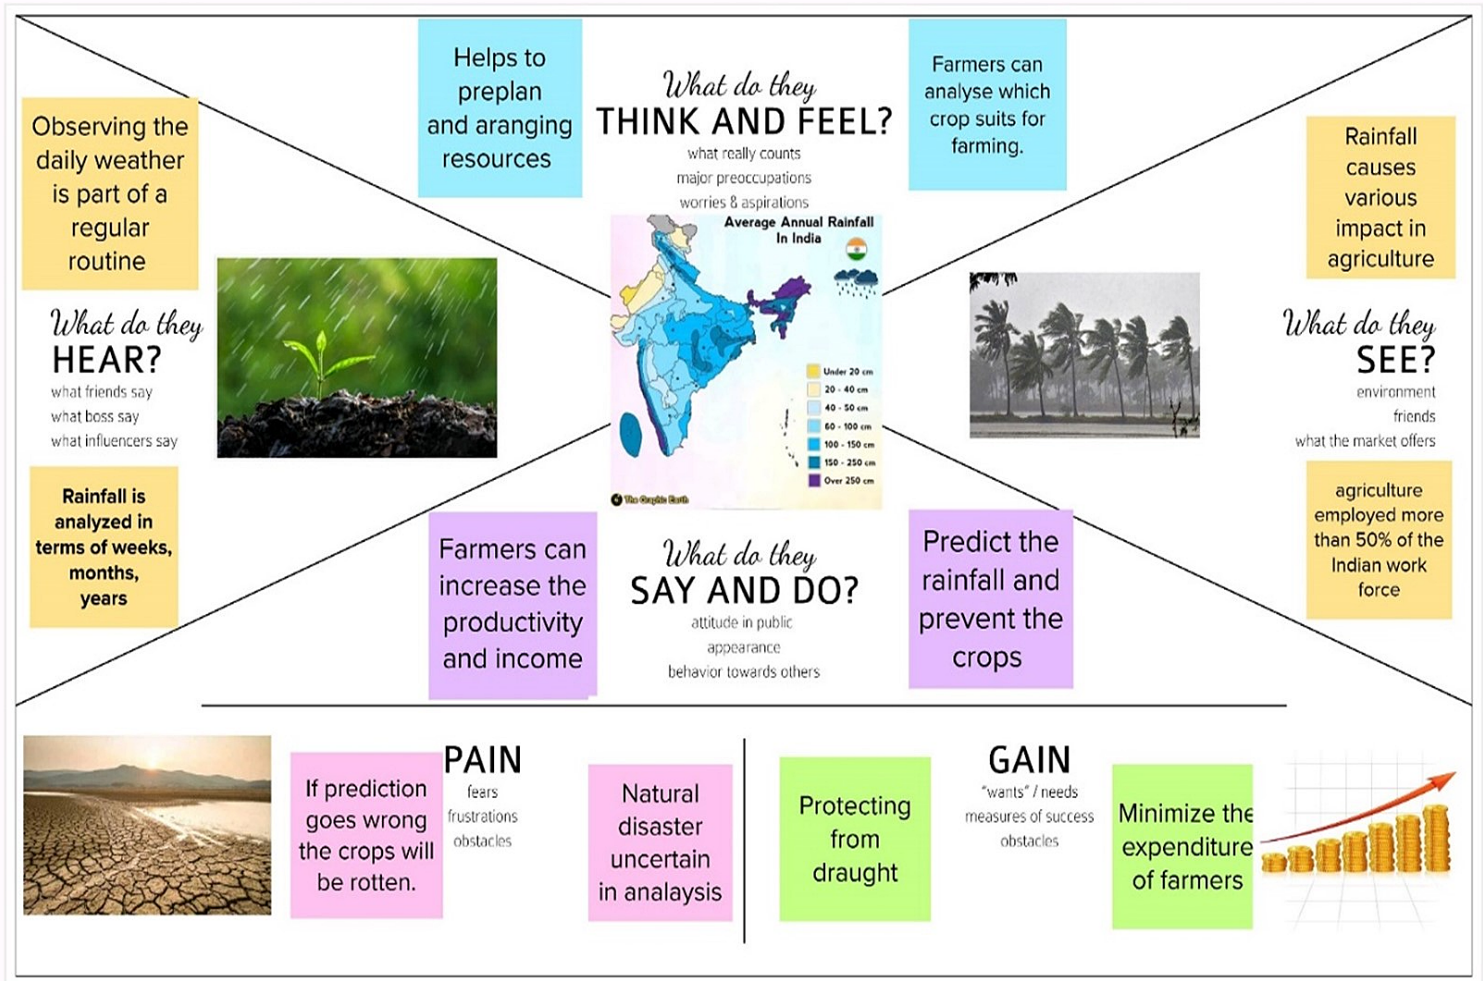 Helps to
preplan
and aranging
resources
What do they
THINK AND FEEL?
what really counts
major preoccupations
worries & aspirations
Farmers can
analyse which
crop suits for
farming.
Observing the
daily weather
is part of a
regular
routine
What do they
HEAR?
what friends say
what boss say
what influencers say
Rainfall is
analyzed in
terms of weeks,
months,
years
Average Annual Rainfall
In India
Under 20 cm
20 - 40 cm
40 - 50 cm
60 - 100 cm
100 - 150 cm
150 - 250 cm
Over 250 cm
The Graphic Earth
Rainfall
causes
various
impact in
agriculture
What do they
SEE?
environment
friends
what the market offers
agriculture
employed more
than 50% of the
Indian work
force
Farmers can
increase the
productivity
and income
What do they
SAY AND DO?
attitude in public
appearance
behavior towards others
Predict the
rainfall and
prevent the
crops
If prediction
goes wrong
the crops will
be rotten.
PAIN
fears
frustrations
obstacles
Natural
disaster
uncertain
in analaysis
Protecting
from
draught
GAIN
"wants" / needs
measures of success
obstacles
Minimize the
expenditure
of farmers